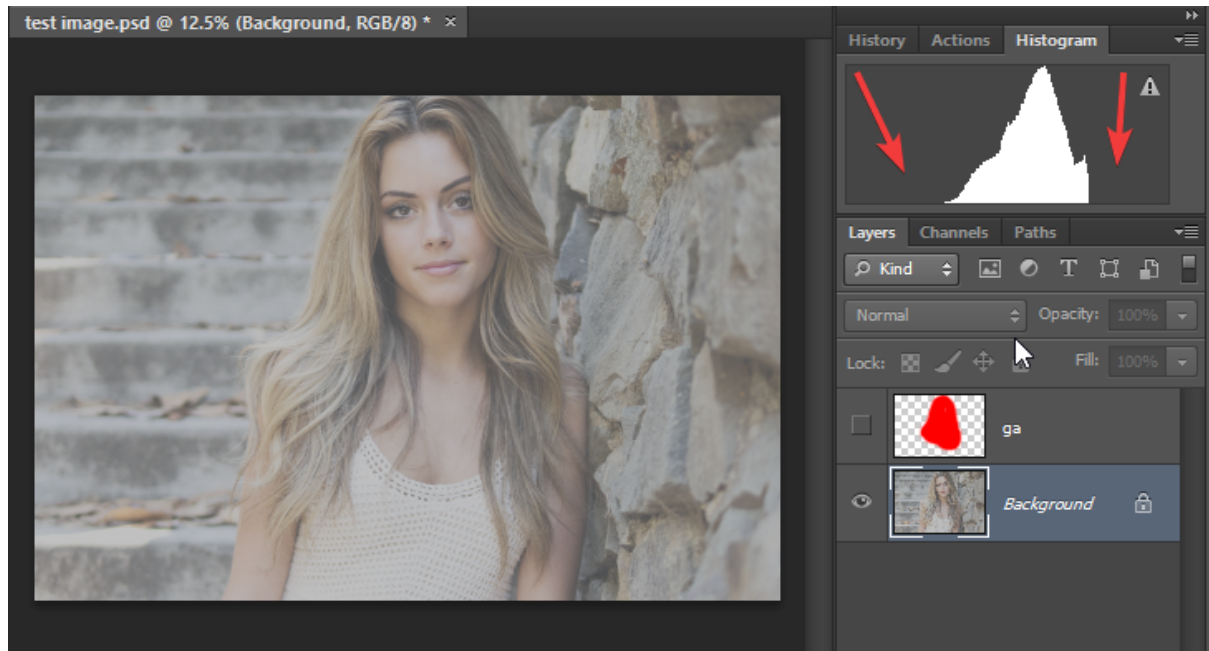 test image.psd @ 12.5% (Background, RGB/8) * ×
History Actions Histogram
Layers Channels Paths
Kind
Normal Opacity: 100%
Lock: Fill: 100%
ga
Background